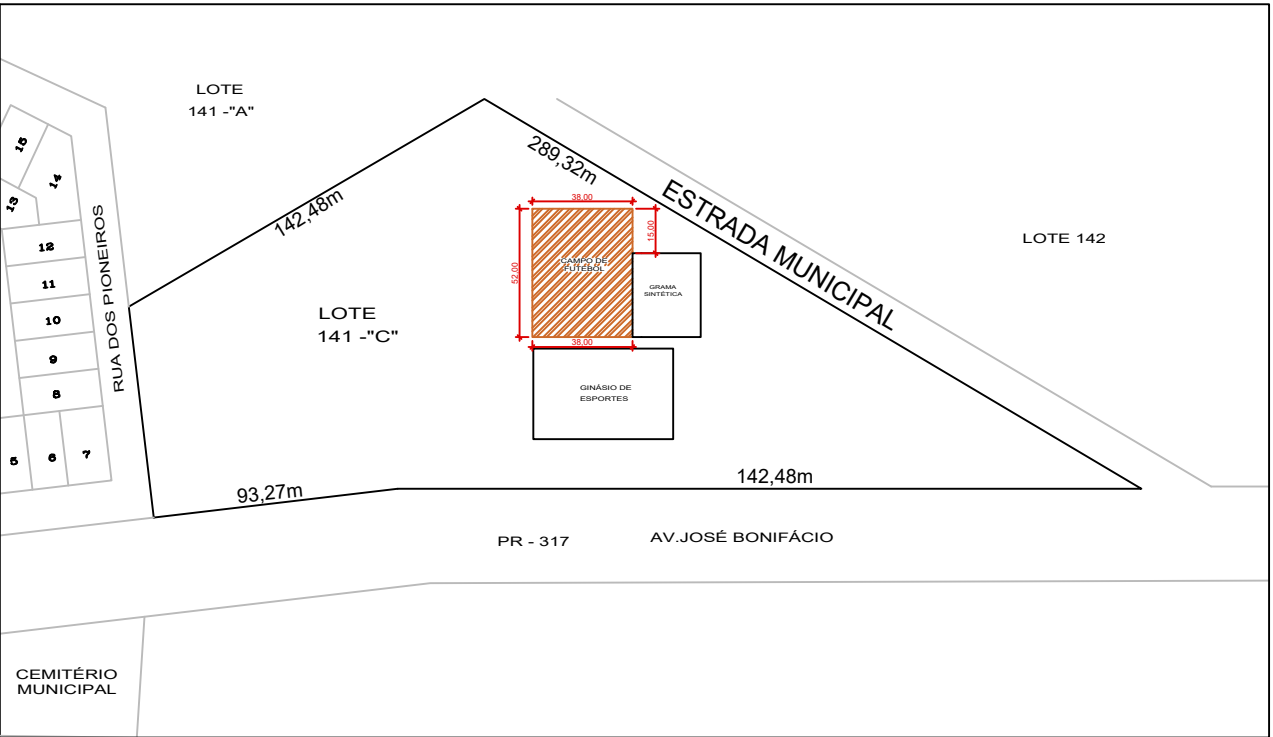 LOTE
141 -"A"
289,32m
142,48m
ESTRADA MUNICIPAL
LOTE 142
15
14
13
12
11
10
9
8
5
6
7
RUA DOS PIONEIROS
38,00
15,00
52,00
CAMPO DE
FUTEBOL
GRAMA
SINTÉTICA
LOTE
141 -"C"
38,00
GINÁSIO DE
ESPORTES
93,27m
142,48m
PR - 317
AV.JOSÉ BONIFÁCIO
CEMITÉRIO
MUNICIPAL